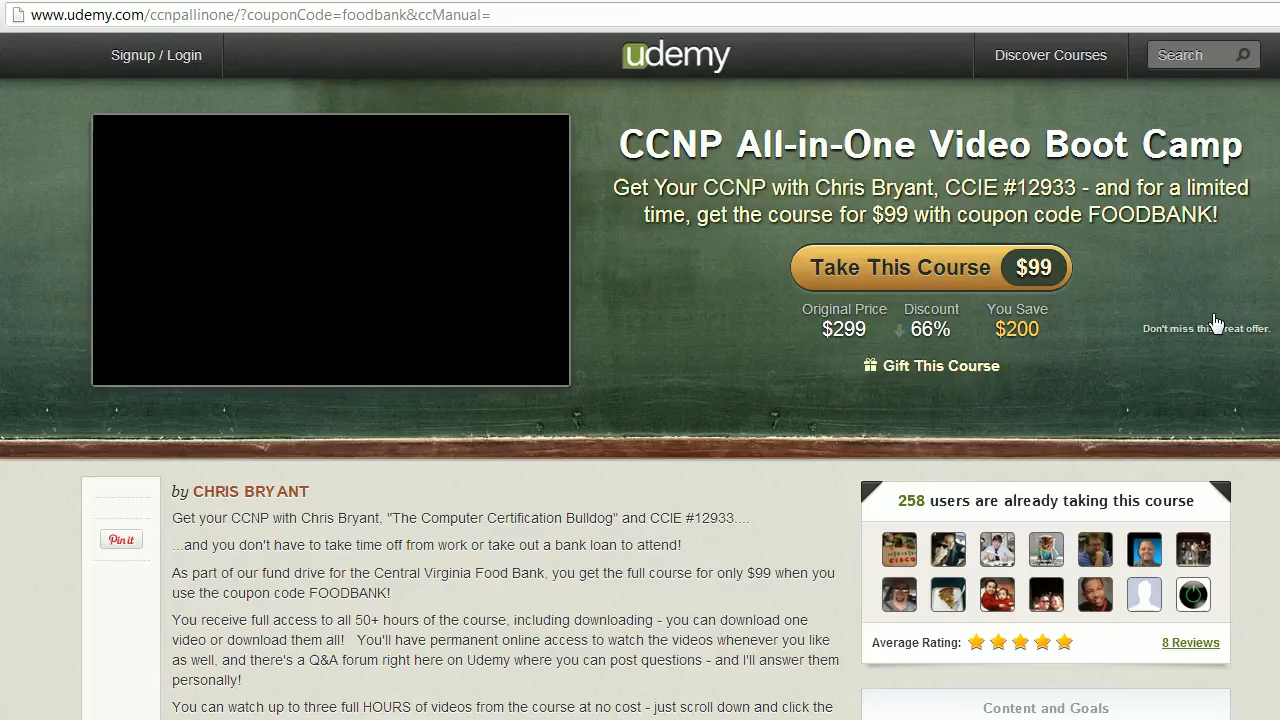 www.udemy.com/ccnpallinone/?couponCode=foodbank&ccManual=
Signup / Login
udemy
Discover Courses
Search
CCNP All-in-One Video Boot Camp
Get Your CCNP with Chris Bryant, CCIE #12933 - and for a limited
time, get the course for $99 with coupon code FOODBANK!
Take This Course $99
Original Price Discount You Save
$299 66% $200
Don't miss this great offer.
Gift This Course
by CHRIS BRYANT
Get your CCNP with Chris Bryant, "The Computer Certification Bulldog" and CCIE #12933....
...and you don't have to take time off from work or take out a bank loan to attend!
As part of our fund drive for the Central Virginia Food Bank, you get the full course for only $99 when you
use the coupon code FOODBANK!
You receive full access to all 50+ hours of the course, including downloading - you can download one
video or download them all! You'll have permanent online access to watch the videos whenever you like
as well, and there's a Q&A forum right here on Udemy where you can post questions - and I'll answer them
personally!
You can watch up to three full HOURS of videos from the course at no cost - just scroll down and click the
Pin it
258 users are already taking this course
CISCO
Average Rating:
8 Reviews
Content and Goals